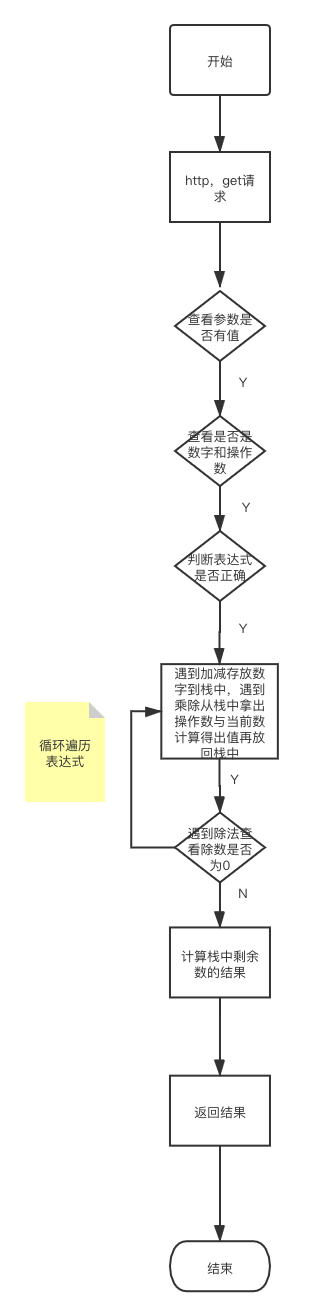 开始
http，get请
求
查看参数是
否有值
Y
查看是否是
数字和操作
数
Y
判断表达式
是否正确
Y
遇到加减存放数
字到栈中，遇到
乘除从栈中拿出
操作数与当前数
计算得出值再放
回栈中
循环遍历
表达式
Y
遇到除法查
看除数是否
为0
N
计算栈中剩余
数的结果
返回结果
结束